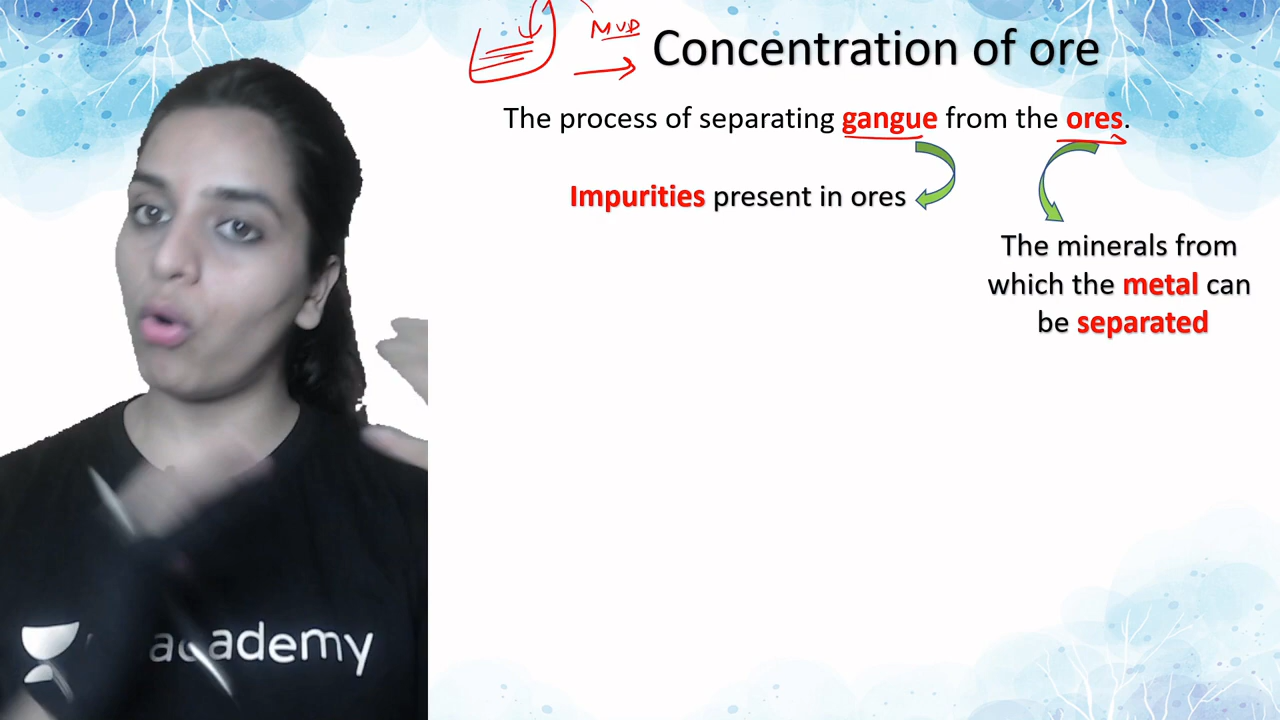 MUD
Concentration of ore
The process of separating gangue from the ores.
Impurities present in ores
The minerals from
which the metal can
be separated
academy